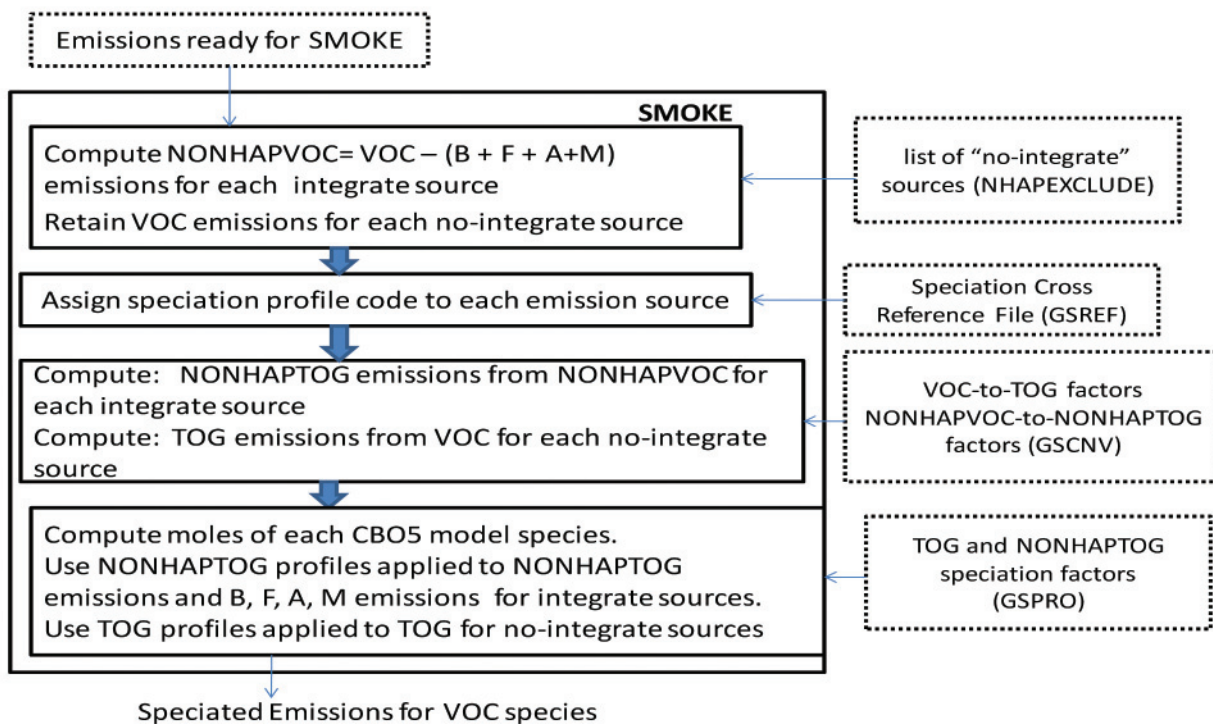 Emissions ready for SMOKE
SMOKE
Compute NONHAPVOC= VOC – (B + F + A+M)
emissions for each integrate source
Retain VOC emissions for each no-integrate source
list of “no-integrate”
sources (NHAPEXCLUDE)
Assign speciation profile code to each emission source
Speciation Cross
Reference File (GSREF)
Compute: NONHAPTOG emissions from NONHAPVOC for
each integrate source
Compute: TOG emissions from VOC for each no-integrate
source
VOC-to-TOG factors
NONHAPVOC-to-NONHAPTOG
factors (GSCNV)
Compute moles of each CBO5 model species.
Use NONHAPTOG profiles applied to NONHAPTOG
emissions and B, F, A, M emissions for integrate sources.
Use TOG profiles applied to TOG for no-integrate sources
TOG and NONHAPTOG
speciation factors
(GSPRO)
Speciated Emissions for VOC species